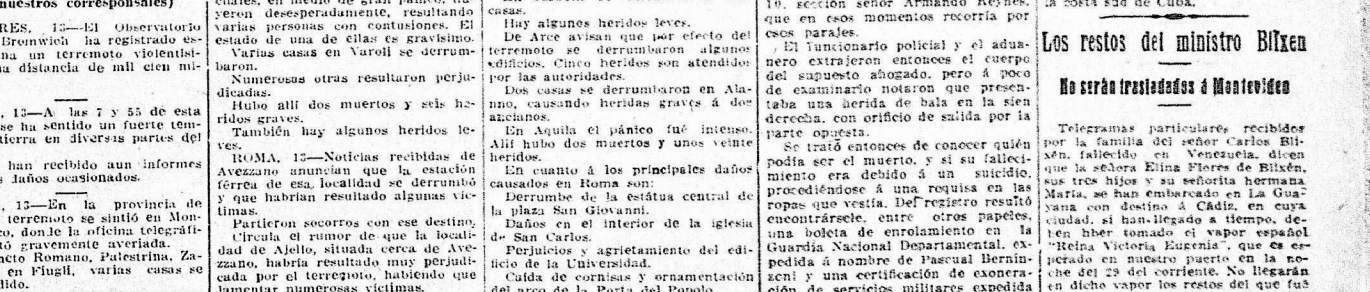 nuestros corresponsales)
RES, 13—El Observatorio
Bromwich ha registrado es-
na un terremoto violentísi-
na distancia de mil cien mi-
, 13—A las 7 y 55 de esta
se ha sentido un fuerte tem-
tierra en diversas partes del
han recibido aun informes
s daños ocasionados.
, 13—En la provincia de
terremoto se sintió en Mon-
co, donde la oficina telegráfi-
tó gravemente averiada.
ncto Romano, Palestrina, Za-
en Fiugli, varias casas se
dido.
en medio de gran pánico,
yeron desesperadamente, resultando
varias personas con contusiones. El
estado de una de ellas es gravísimo.
Varias casas en Varoli se derrum-
baron.
Numerosas otras resultaron perju-
dicadas.
Hubo allí dos muertos y seis he-
ridos graves.
También hay algunos heridos le-
ves.
ROMA, 13—Noticias recibidas de
Avezzano anuncian que la estación
férrea de esa localidad se derrumbó
y que habrían resultado algunas víc-
timas.
Partieron socorros con ese destino.
Circula el rumor de que la locali-
dad de Ajello, situada cerca de Ave-
zzano, habría resultado muy perjudi-
cada por el terremoto, habiendo que
lamentar numerosas víctimas.
casas.
Hay algunos heridos leves.
De Arce avisan que por efecto del
terremoto se derrumbaron algunos
edificios. Cinco heridos son atendidos
por las autoridades.
Dos casas se derrumbaron en Ala-
nno, causando heridas graves á dos
ancianos.
En Aquila el pánico fué intenso.
Allí hubo dos muertos y unos veinte
heridos.
En cuanto á los principales daños
causados en Roma son:
Derrumbe de la estátua central de
la plaza San Giovanni.
Daños en el interior de la iglesia
de San Carlos.
Perjuicios y agrietamiento del edi-
ficio de la Universidad.
Caída de cornisas y ornamentación
del arco de la Porta del Popolo.
sección señor Armando Reynes.
que en esos momentos recorría por
esos parajes.
El funcionario policial y el adua-
nero extrajeron entonces el cuerpo
del supuesto ahogado, pero á poco
de examinarlo notaron que presen-
taba una herida de bala en la sien
derecha, con orificio de salida por la
parte opuesta.
Se trató entonces de conocer quién
podía ser el muerto, y si su falleci-
miento era debido á un suicidio,
procediéndose á una requisa en las
ropas que vestía. Del registro resultó
encontrársele, entre otros papeles,
una boleta de enrolamiento en la
Guardia Nacional Departamental, ex-
pedida á nombre de Pascual Bernin-
zeni y una certificación de exonera-
ción de servicios militares expedida
la costa sud de Cuba.
Los restos del ministro Blixen
No serán trasladados á Montevideo
Telegramas particulares recibidos
por la familia del señor Carlos Bli-
xén, fallecido en Venezuela, dicen
que la señora Elina Flores de Blixén,
sus tres hijos y su señorita hermana
María, se han embarcado en La Gua-
yana con destino á Cádiz, en cuya
ciudad, si han llegado a tiempo, de-
ben hber tomado el vapor español
"Reina Victoria Eugenia", que es es-
perado en nuestro puerto en la no-
che del 29 del corriente. No llegarán
en dicho vapor los restos del que fué